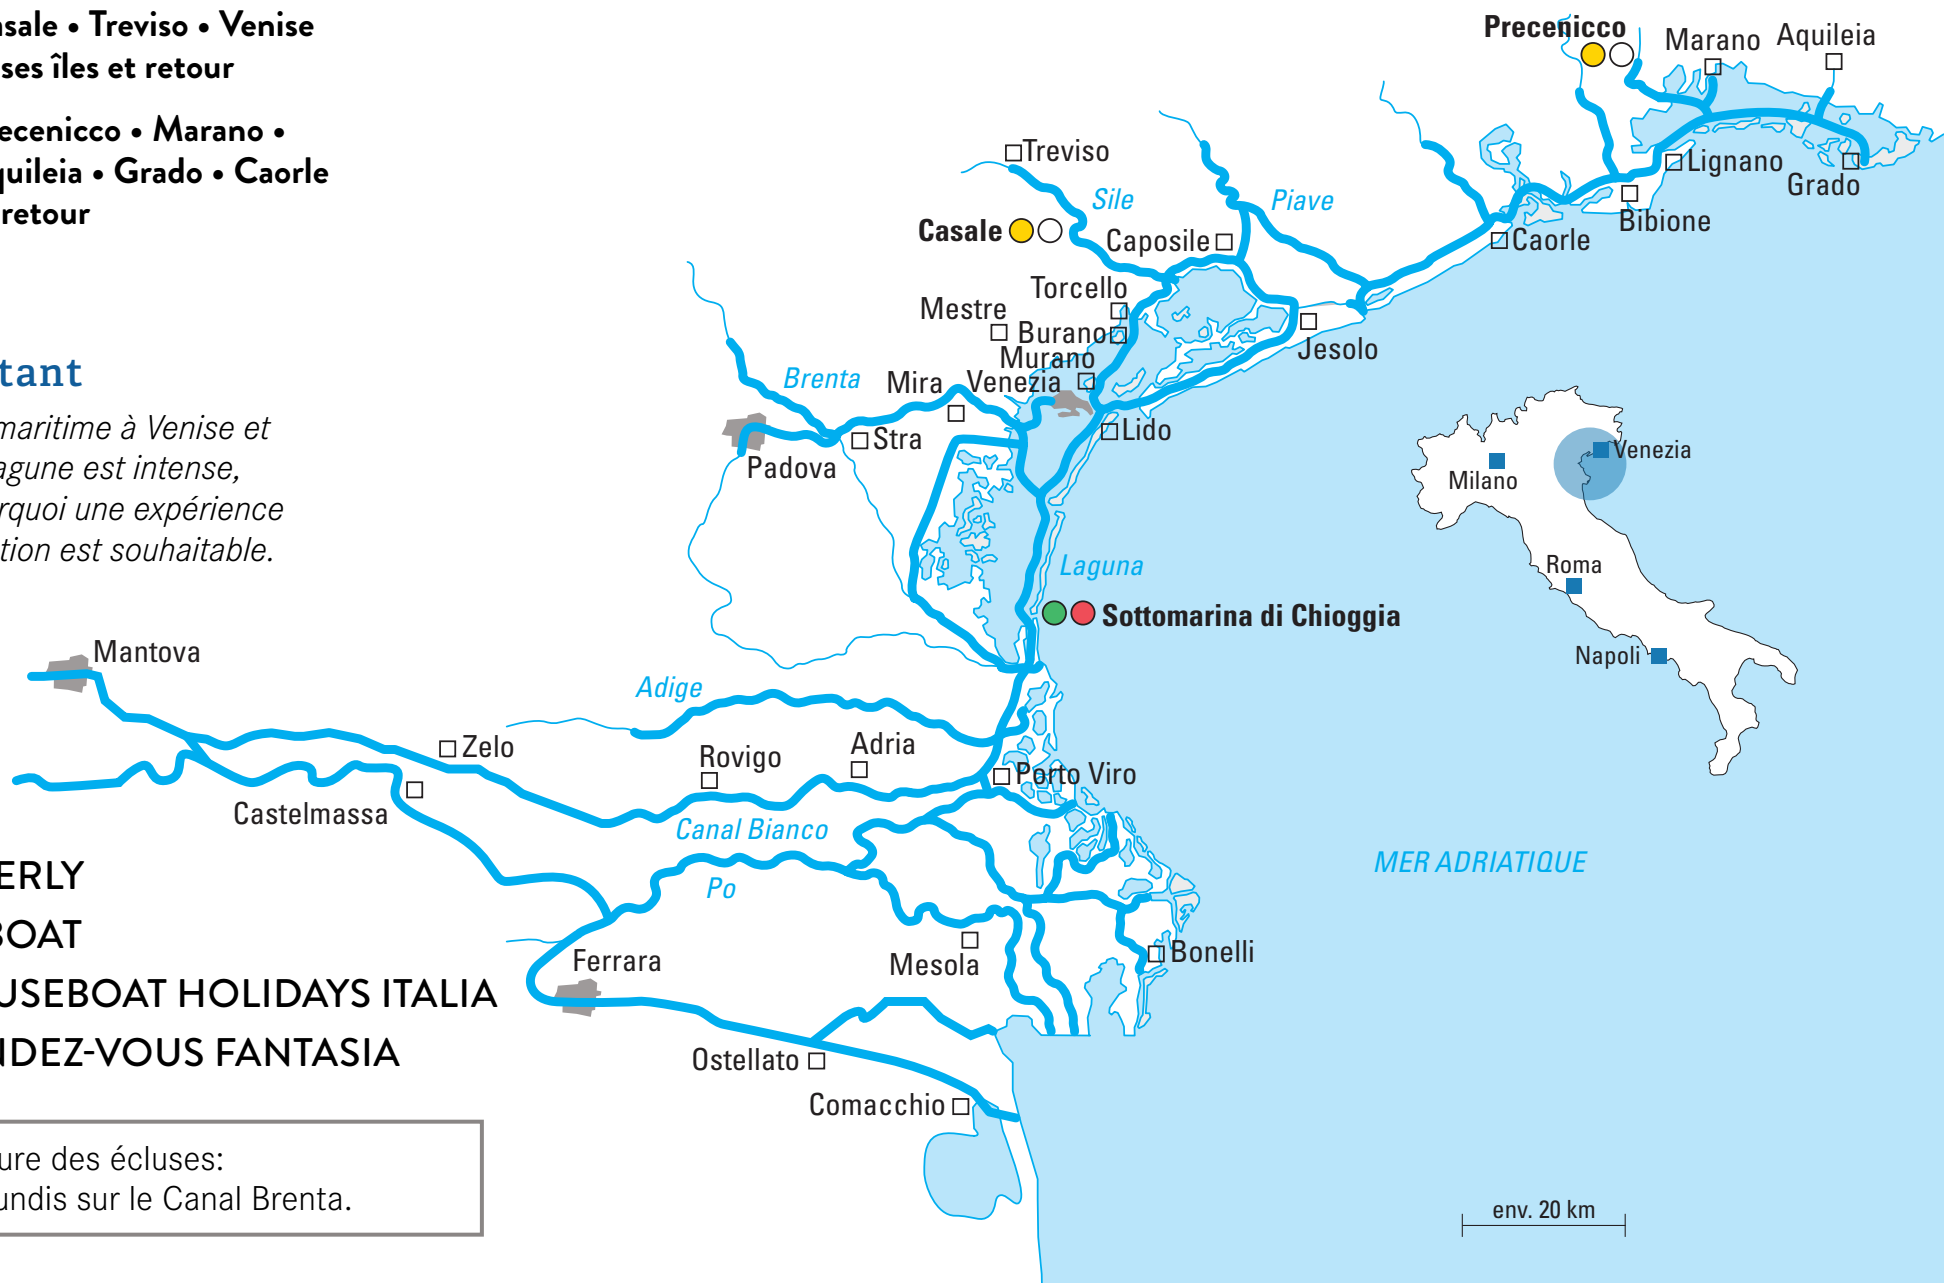 sale • Treviso • Venise
ses îles et retour
ecenicco • Marano •
quileia • Grado • Caorle
retour
tant
maritime à Venise et
agune est intense,
rquoi une expérience
tion est souhaitable.
ERLY
BOAT
USEBOAT HOLIDAYS ITALIA
NDEZ-VOUS FANTASIA
ure des écluses:
undis sur le Canal Brenta.
Precenicco
Marano
Aquileia
Lignano
Grado
Bibione
Caorle
Treviso
Sile
Piave
Casale
Caposile
Torcello
Mestre
Burano
Murano
Jesolo
Brenta
Mira
Venezia
Stra
Lido
Padova
Laguna
Sottomarina di Chioggia
Venezia
Milano
Roma
Napoli
Mantova
Adige
Zelo
Rovigo
Adria
Porto Viro
Castelmassa
Canal Bianco
Po
MER ADRIATIQUE
Ferrara
Mesola
Bonelli
Ostellato
Comacchio
env. 20 km